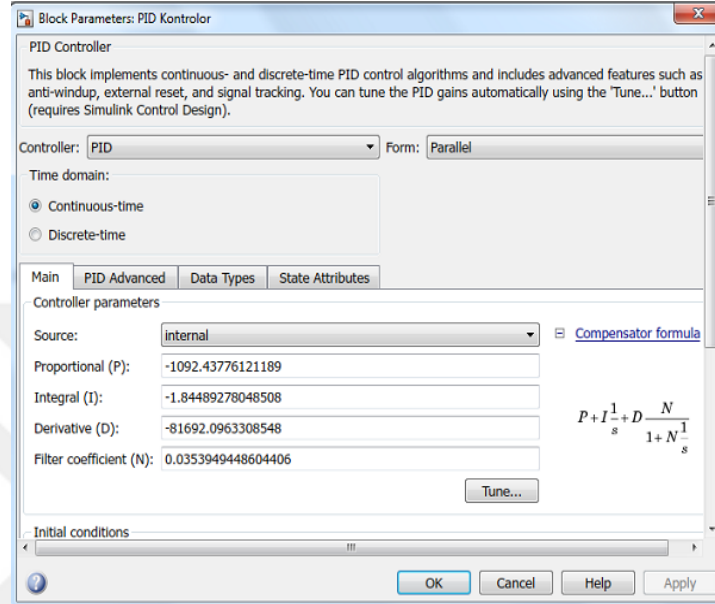 Block Parameters: PID Kontrolor
PID Controller
This block implements continuous- and discrete-time PID control algorithms and includes advanced features such as
anti-windup, external reset, and signal tracking. You can tune the PID gains automatically using the 'Tune...' button
(requires Simulink Control Design).
Controller: PID Form: Parallel
Time domain:
Continuous-time
Discrete-time
Main PID Advanced Data Types State Attributes
Controller parameters
Source: internal Compensator formula
Proportional (P): -1092.43776121189
Integral (I): -1.84489278048508
Derivative (D): -81692.0963308548
Filter coefficient (N): 0.0353949448604406
P+I 1/s +D N/(1+N 1/s)
Tune...
Initial conditions
OK Cancel Help Apply